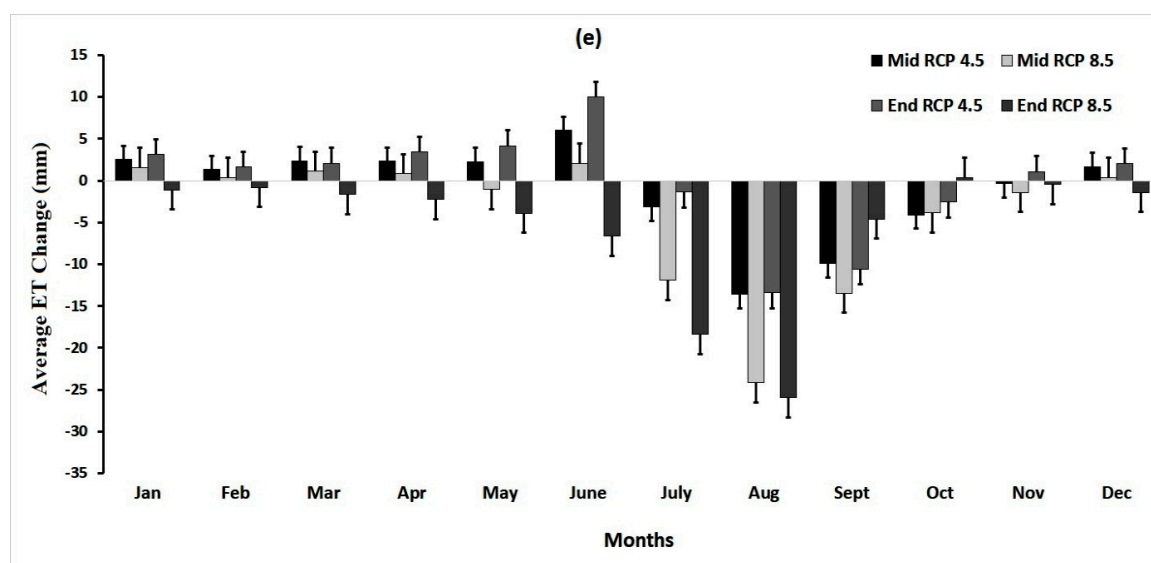 (e)
Mid RCP 4.5 Mid RCP 8.5
End RCP 4.5 End RCP 8.5
Average ET Change (mm)
15
10
5
0
-5
-10
-15
-20
-25
-30
-35
Jan Feb Mar Apr May June July Aug Sept Oct Nov Dec
Months